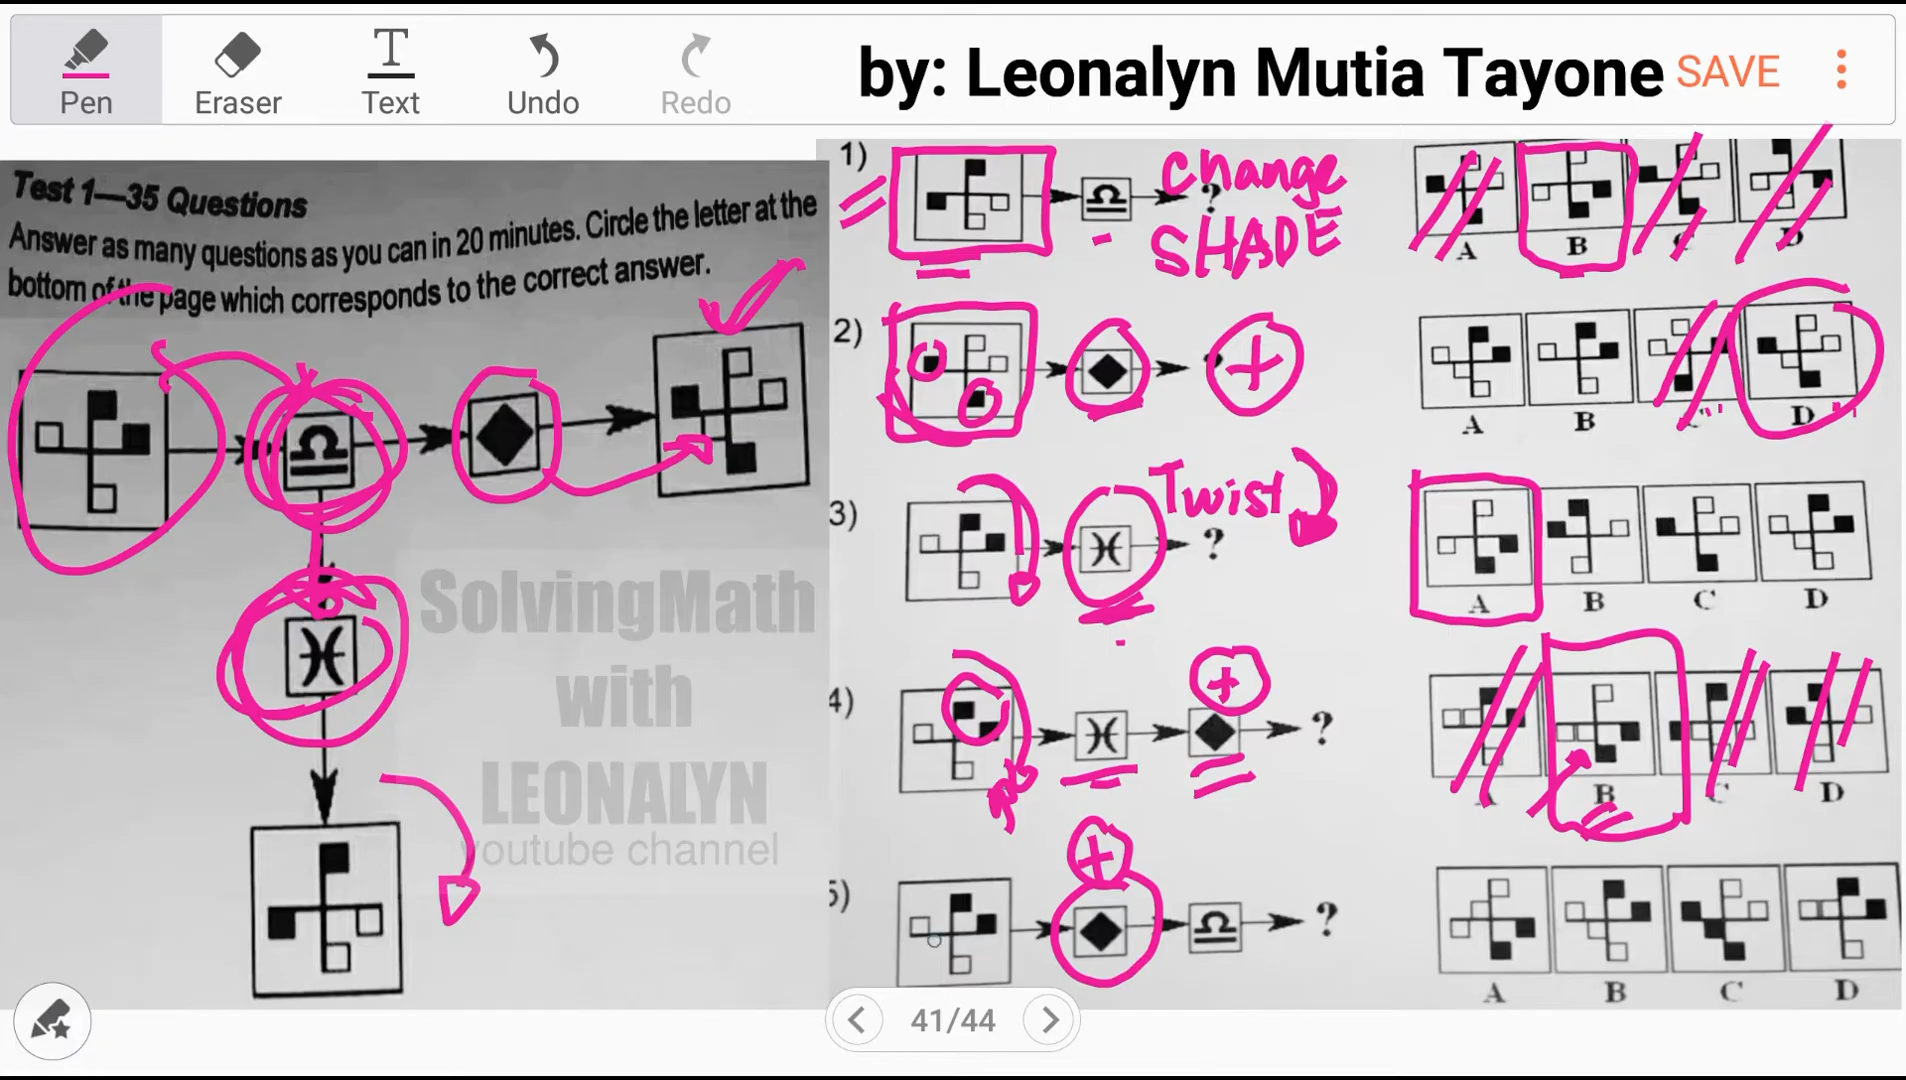 Pen
Eraser
T
Text
Undo
Redo
by: Leonalyn Mutia Tayone
SAVE
Test 1—35 Questions
Answer as many questions as you can in 20 minutes. Circle the letter at the
bottom of the page which corresponds to the correct answer.
SolvingMath
with
LEONALYN
youtube channel
1)
change
?
SHADE
A
B
C
D
2)
?
+
A
B
C
D
3)
Twist
?
A
B
C
D
4)
+
?
A
B
C
D
5)
+
?
A
B
C
D
41/44